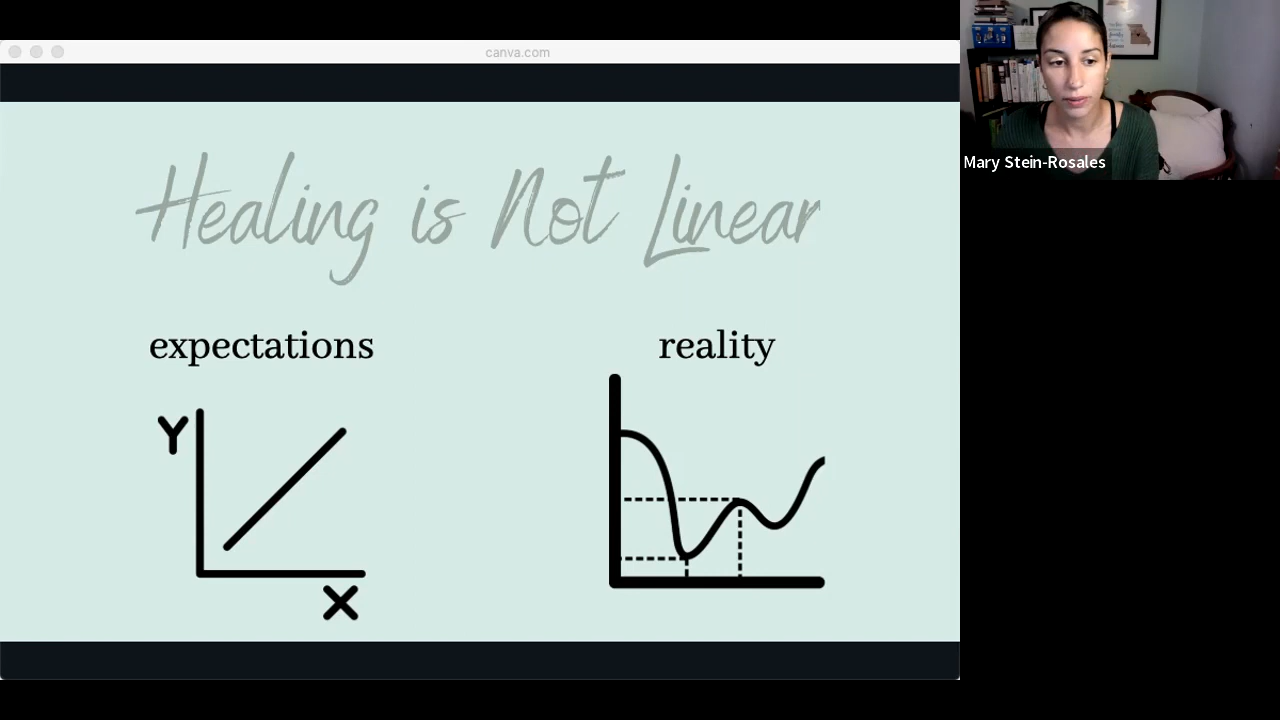 canva.com
Healing is Not Linear
expectations
reality
Y
X
Mary Stein-Rosales